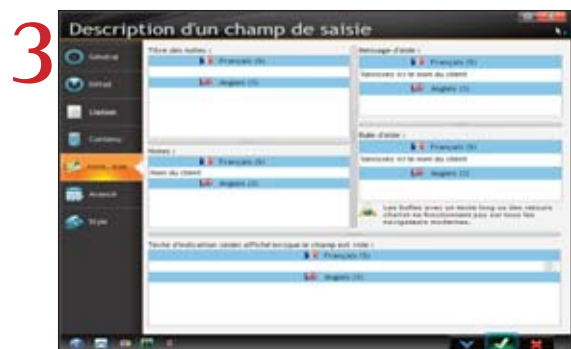 3
Description d'un champ de saisie
Général
Détail
Liaison
Contenu
Note, aide
Avancé
Style
Titre des notes :
Français (5)
Anglais (3)
Notes :
Français (5)
Nom du client
Anglais (3)
Message d'aide :
Français (5)
Saisissez ici le nom du client
Anglais (3)
Bulle d'aide :
Français (5)
Saisissez ici le nom du client
Anglais (3)
Les bulles avec un texte long ou des retours
chariot ne fonctionnent pas sur tous les
navigateurs modernes.
Texte d'indication (aide) affiché lorsque le champ est vide :
Français (5)
Anglais (3)